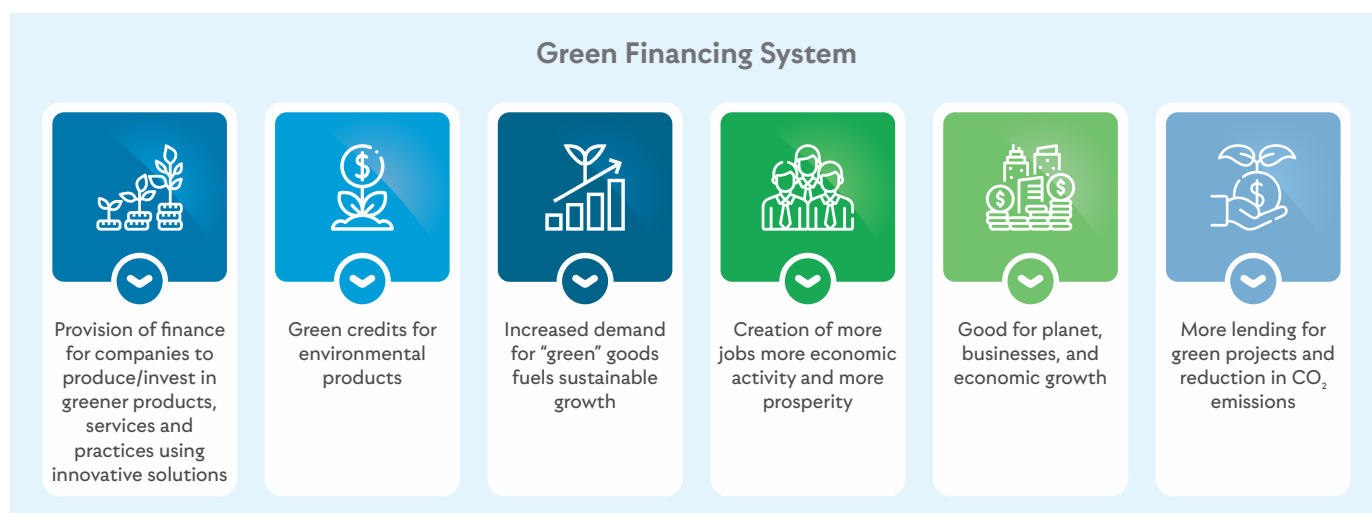 Green Financing System
Provision of finance
for companies to
produce/invest in
greener products,
services and
practices using
innovative solutions
Green credits for
environmental
products
Increased demand
for “green” goods
fuels sustainable
growth
Creation of more
jobs more economic
activity and more
prosperity
Good for planet,
businesses, and
economic growth
More lending for
green projects and
reduction in CO₂
emissions